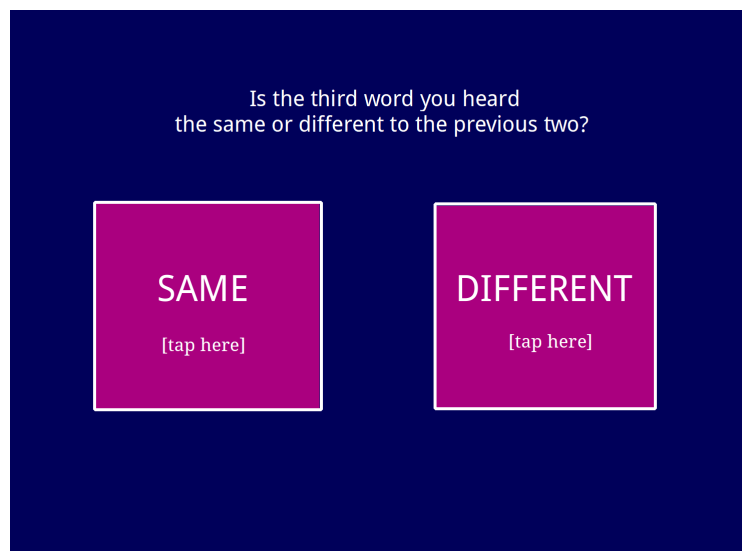 Is the third word you heard
the same or different to the previous two?
SAME
[tap here]
DIFFERENT
[tap here]